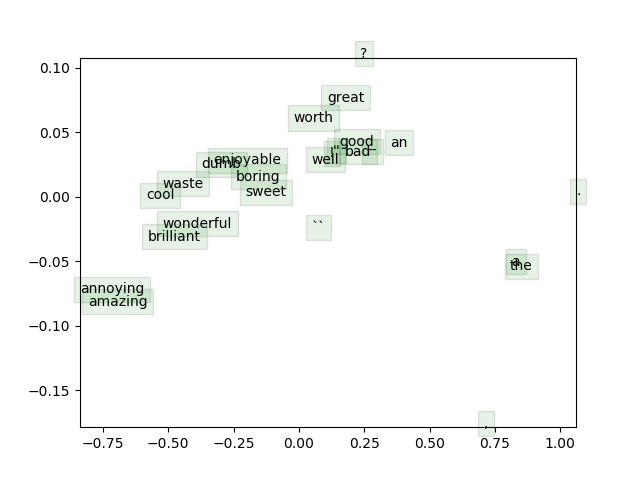 ?
0.10
great
worth
0.05
good
an
!
"
bad
--
well
enjoyable
dumb
boring
waste
sweet
0.00
cool
.
wonderful
``
brilliant
−0.05
a
the
annoying
amazing
−0.10
−0.15
,
−0.75
−0.50
−0.25
0.00
0.25
0.50
0.75
1.00